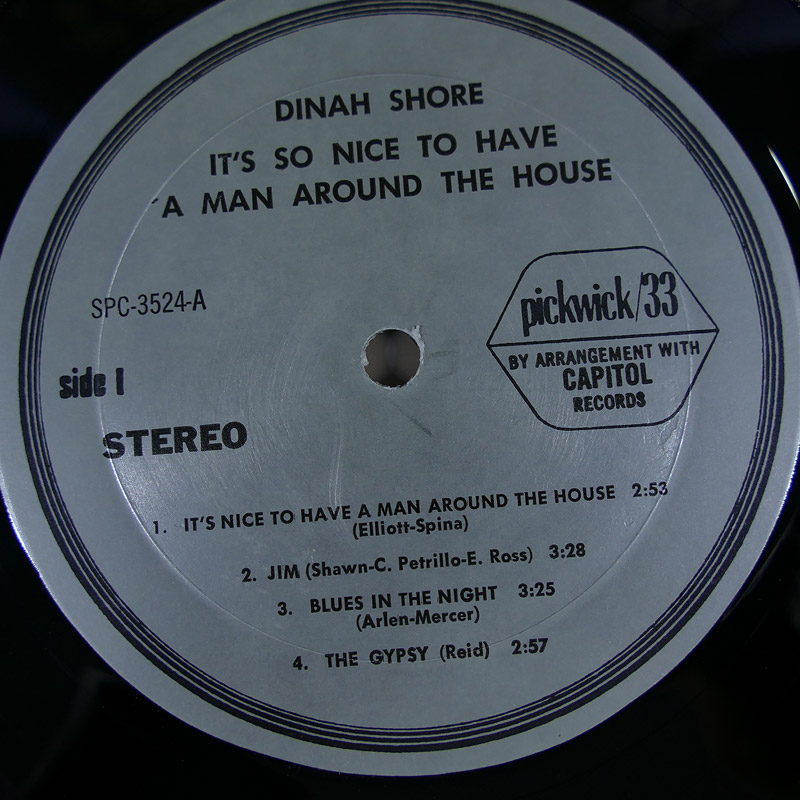 DINAH SHORE
IT'S SO NICE TO HAVE
A MAN AROUND THE HOUSE
SPC-3524-A
side 1
STEREO
pickwick/33
BY ARRANGEMENT WITH
CAPITOL
RECORDS
1. IT'S NICE TO HAVE A MAN AROUND THE HOUSE 2:53
(Elliott-Spina)
2. JIM (Shawn-C. Petrillo-E. Ross) 3:28
3. BLUES IN THE NIGHT 3:25
(Arlen-Mercer)
4. THE GYPSY (Reid) 2:57